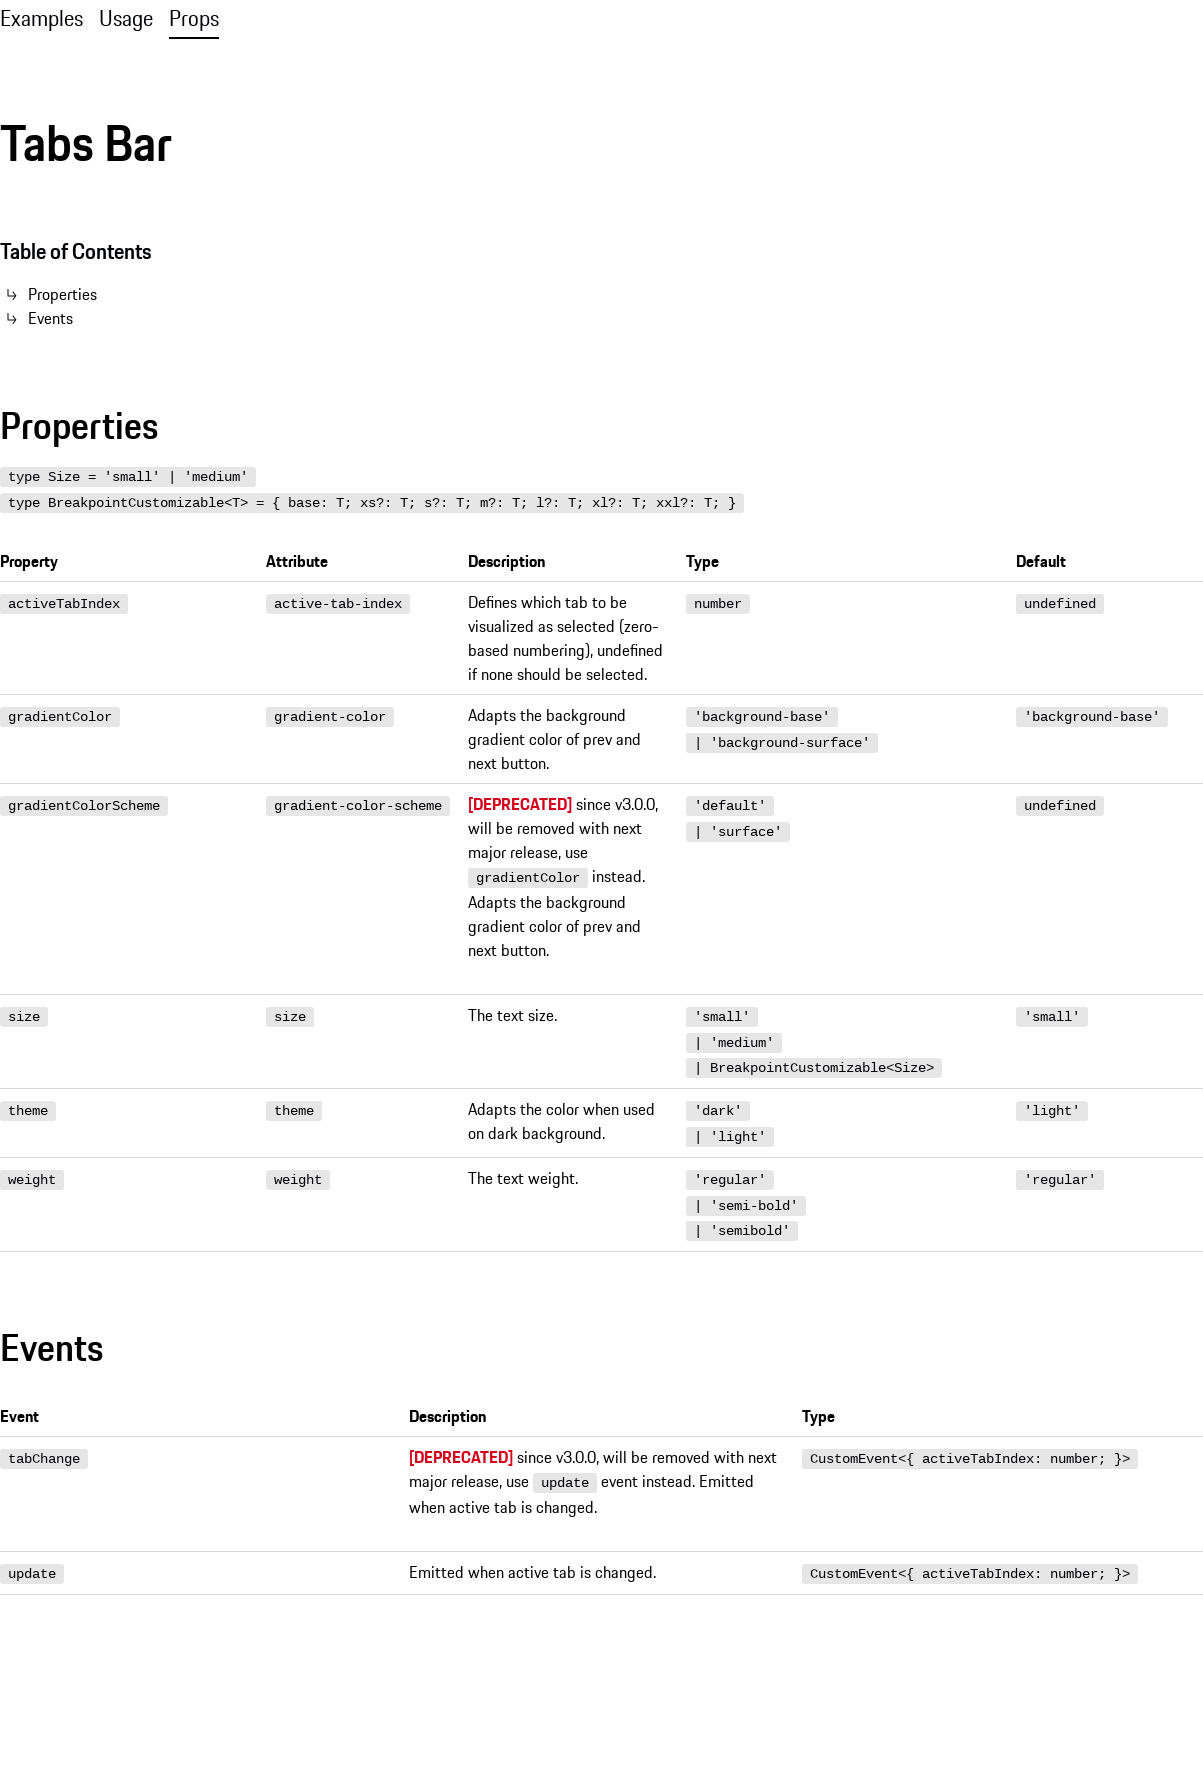 Examples Usage Props
Tabs Bar
Table of Contents
Properties
Events
Properties
type Size = 'small' | 'medium'
type BreakpointCustomizable<T> = { base: T; xs?: T; s?: T; m?: T; l?: T; xl?: T; xxl?: T; }
Property Attribute Description Type Default
activeTabIndex active-tab-index Defines which tab to be number undefined
visualized as selected (zero-
based numbering), undefined
if none should be selected.
gradientColor gradient-color Adapts the background 'background-base' 'background-base'
gradient color of prev and | 'background-surface'
next button.
gradientColorScheme gradient-color-scheme [DEPRECATED] since v3.0.0, 'default' undefined
will be removed with next | 'surface'
major release, use
gradientColor instead.
Adapts the background
gradient color of prev and
next button.
size size The text size. 'small' 'small'
| 'medium'
| BreakpointCustomizable<Size>
theme theme Adapts the color when used 'dark' 'light'
on dark background. | 'light'
weight weight The text weight. 'regular' 'regular'
| 'semi-bold'
| 'semibold'
Events
Event Description Type
tabChange [DEPRECATED] since v3.0.0, will be removed with next CustomEvent<{ activeTabIndex: number; }>
major release, use update event instead. Emitted
when active tab is changed.
update Emitted when active tab is changed. CustomEvent<{ activeTabIndex: number; }>